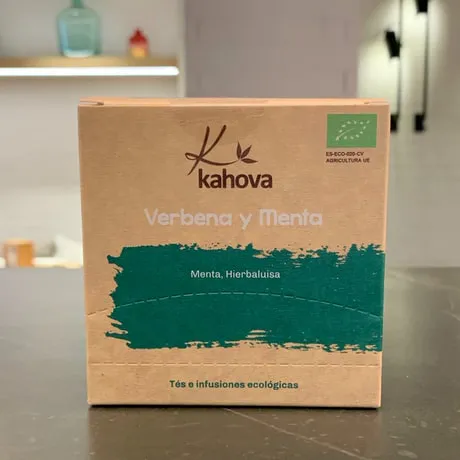 kahova
ES-ECO-020-CV
AGRICULTURA UE
Verbena y Menta
Menta, Hierbaluisa
Tés e infusiones ecológicas